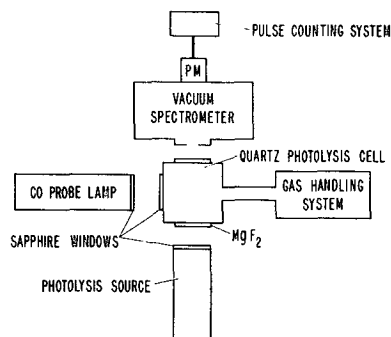 PULSE COUNTING SYSTEM
PM
VACUUM
SPECTROMETER
QUARTZ PHOTOLYSIS CELL
CO PROBE LAMP
GAS HANDLING
SYSTEM
SAPPHIRE WINDOWS
MgF2
PHOTOLYSIS SOURCE